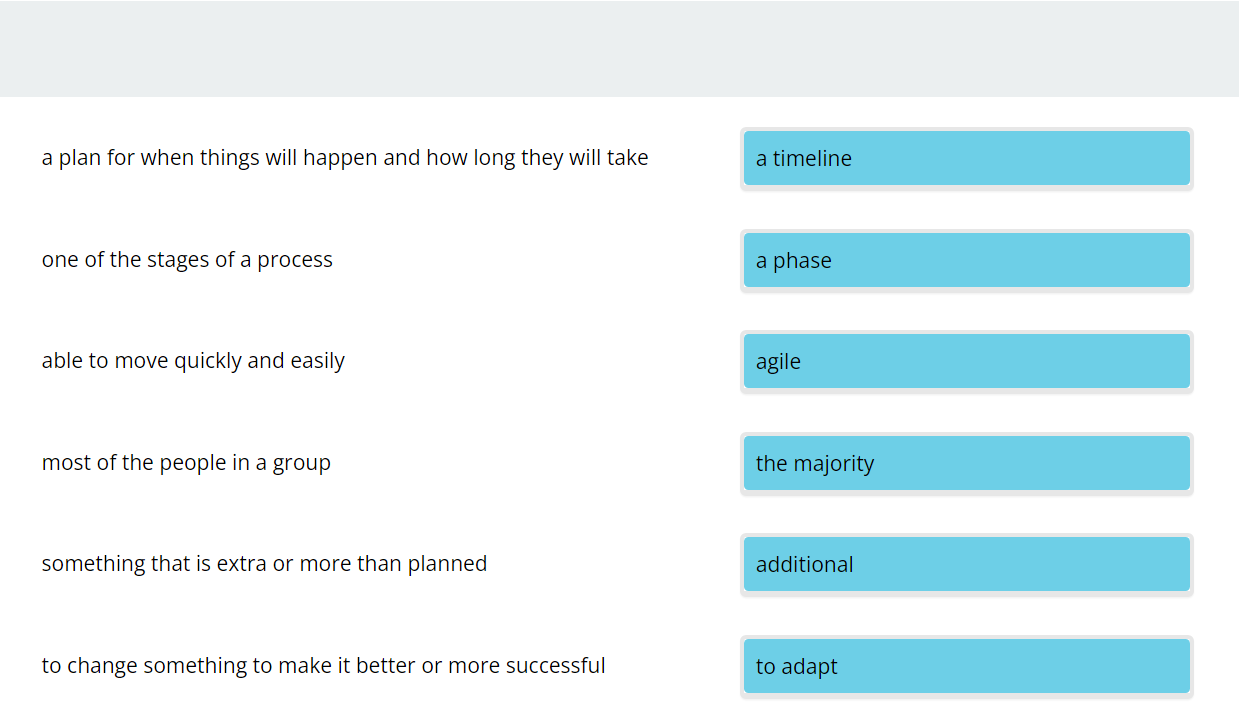 a plan for when things will happen and how long they will take
a timeline
one of the stages of a process
a phase
able to move quickly and easily
agile
most of the people in a group
the majority
something that is extra or more than planned
additional
to change something to make it better or more successful
to adapt